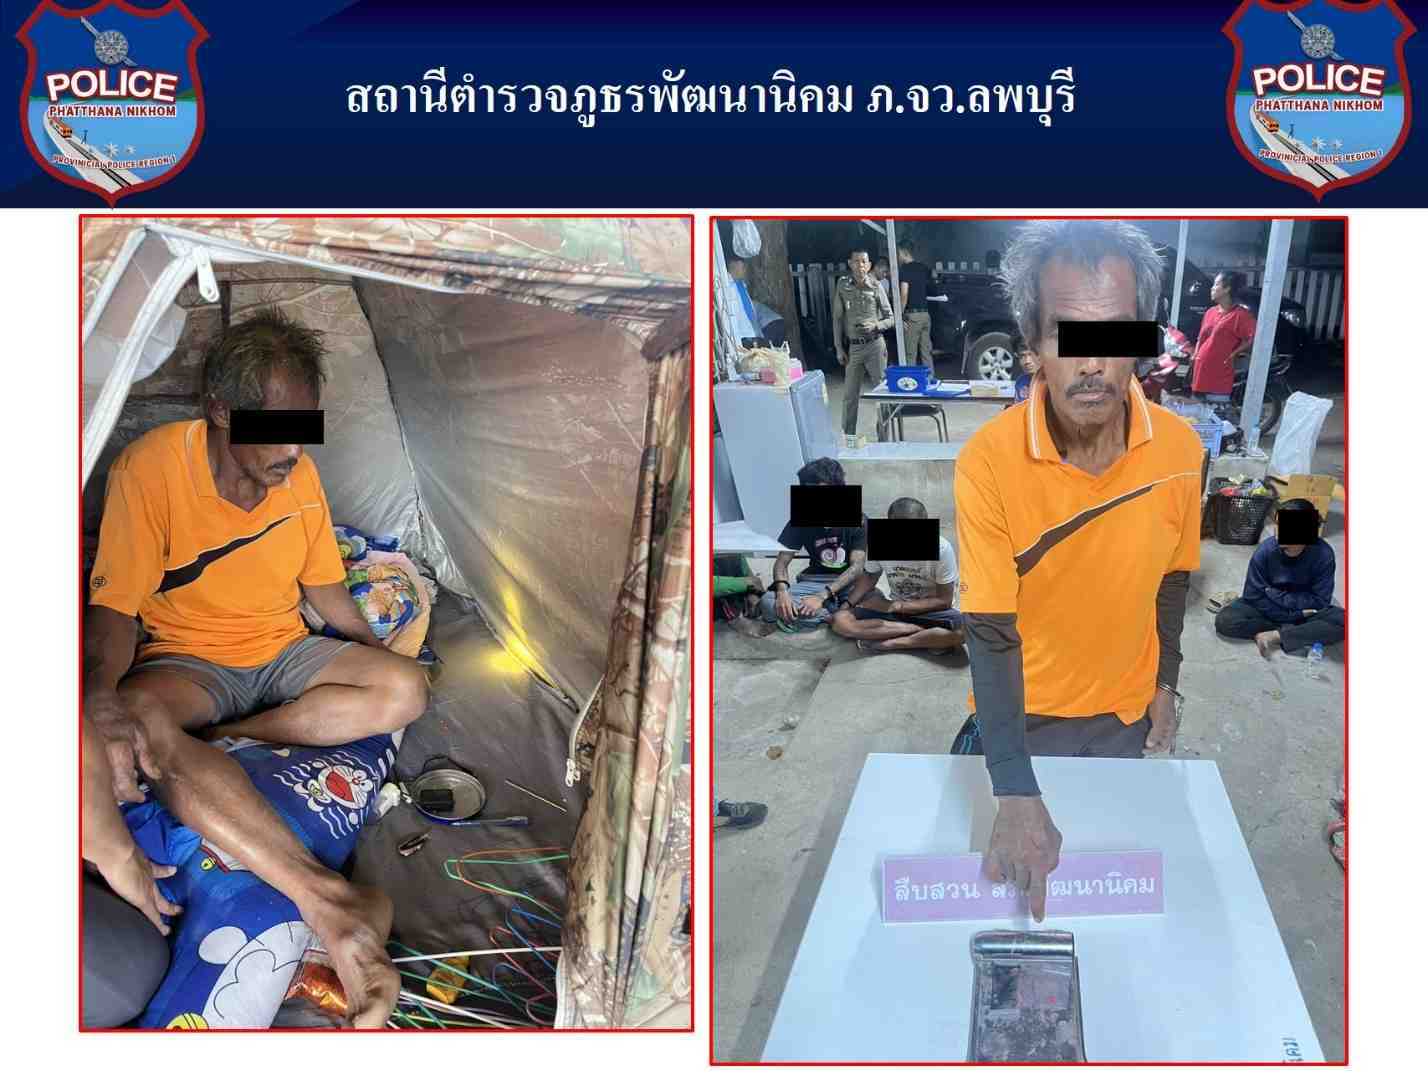 POLICE
PHATTHANA NIKHOM
PROVINICIAL POLICE REGION 1
สถานีตำรวจภูธรพัฒนานิคม ภ.จว.ลพบุรี
POLICE
PHATTHANA NIKHOM
PROVINICIAL POLICE REGION 1
สืบสวน
ฒนานิคม